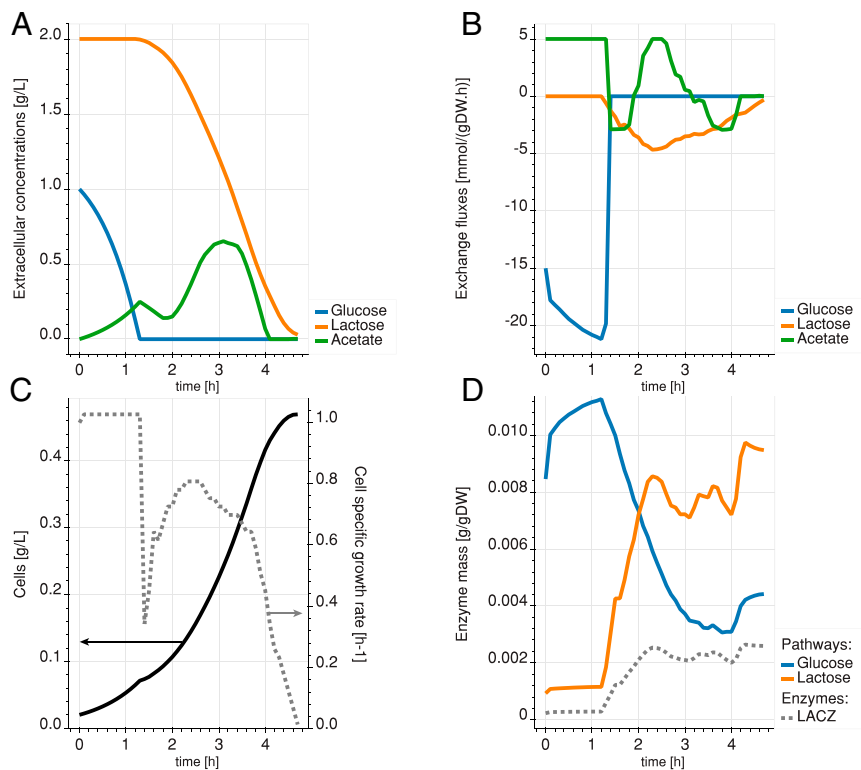 A
Extracellular concentrations [g/L]
2.0
1.5
1.0
0.5
0.0
0
1
2
3
4
time [h]
Glucose
Lactose
Acetate
B
Exchange fluxes [mmol/(gDW.h)]
5
0
-5
-10
-15
-20
0
1
2
3
4
time [h]
Glucose
Lactose
Acetate
C
Cells [g/L]
0.4
0.3
0.2
0.1
0.0
1.0
0.8
0.6
0.4
0.2
0.0
Cell specific
growth rate [h-1]
0
1
2
3
4
time [h]
D
Enzyme mass [g/gDW]
0.010
0.008
0.006
0.004
0.002
0
0
1
2
3
4
time [h]
Pathways:
Glucose
Lactose
Enzymes:
LACZ